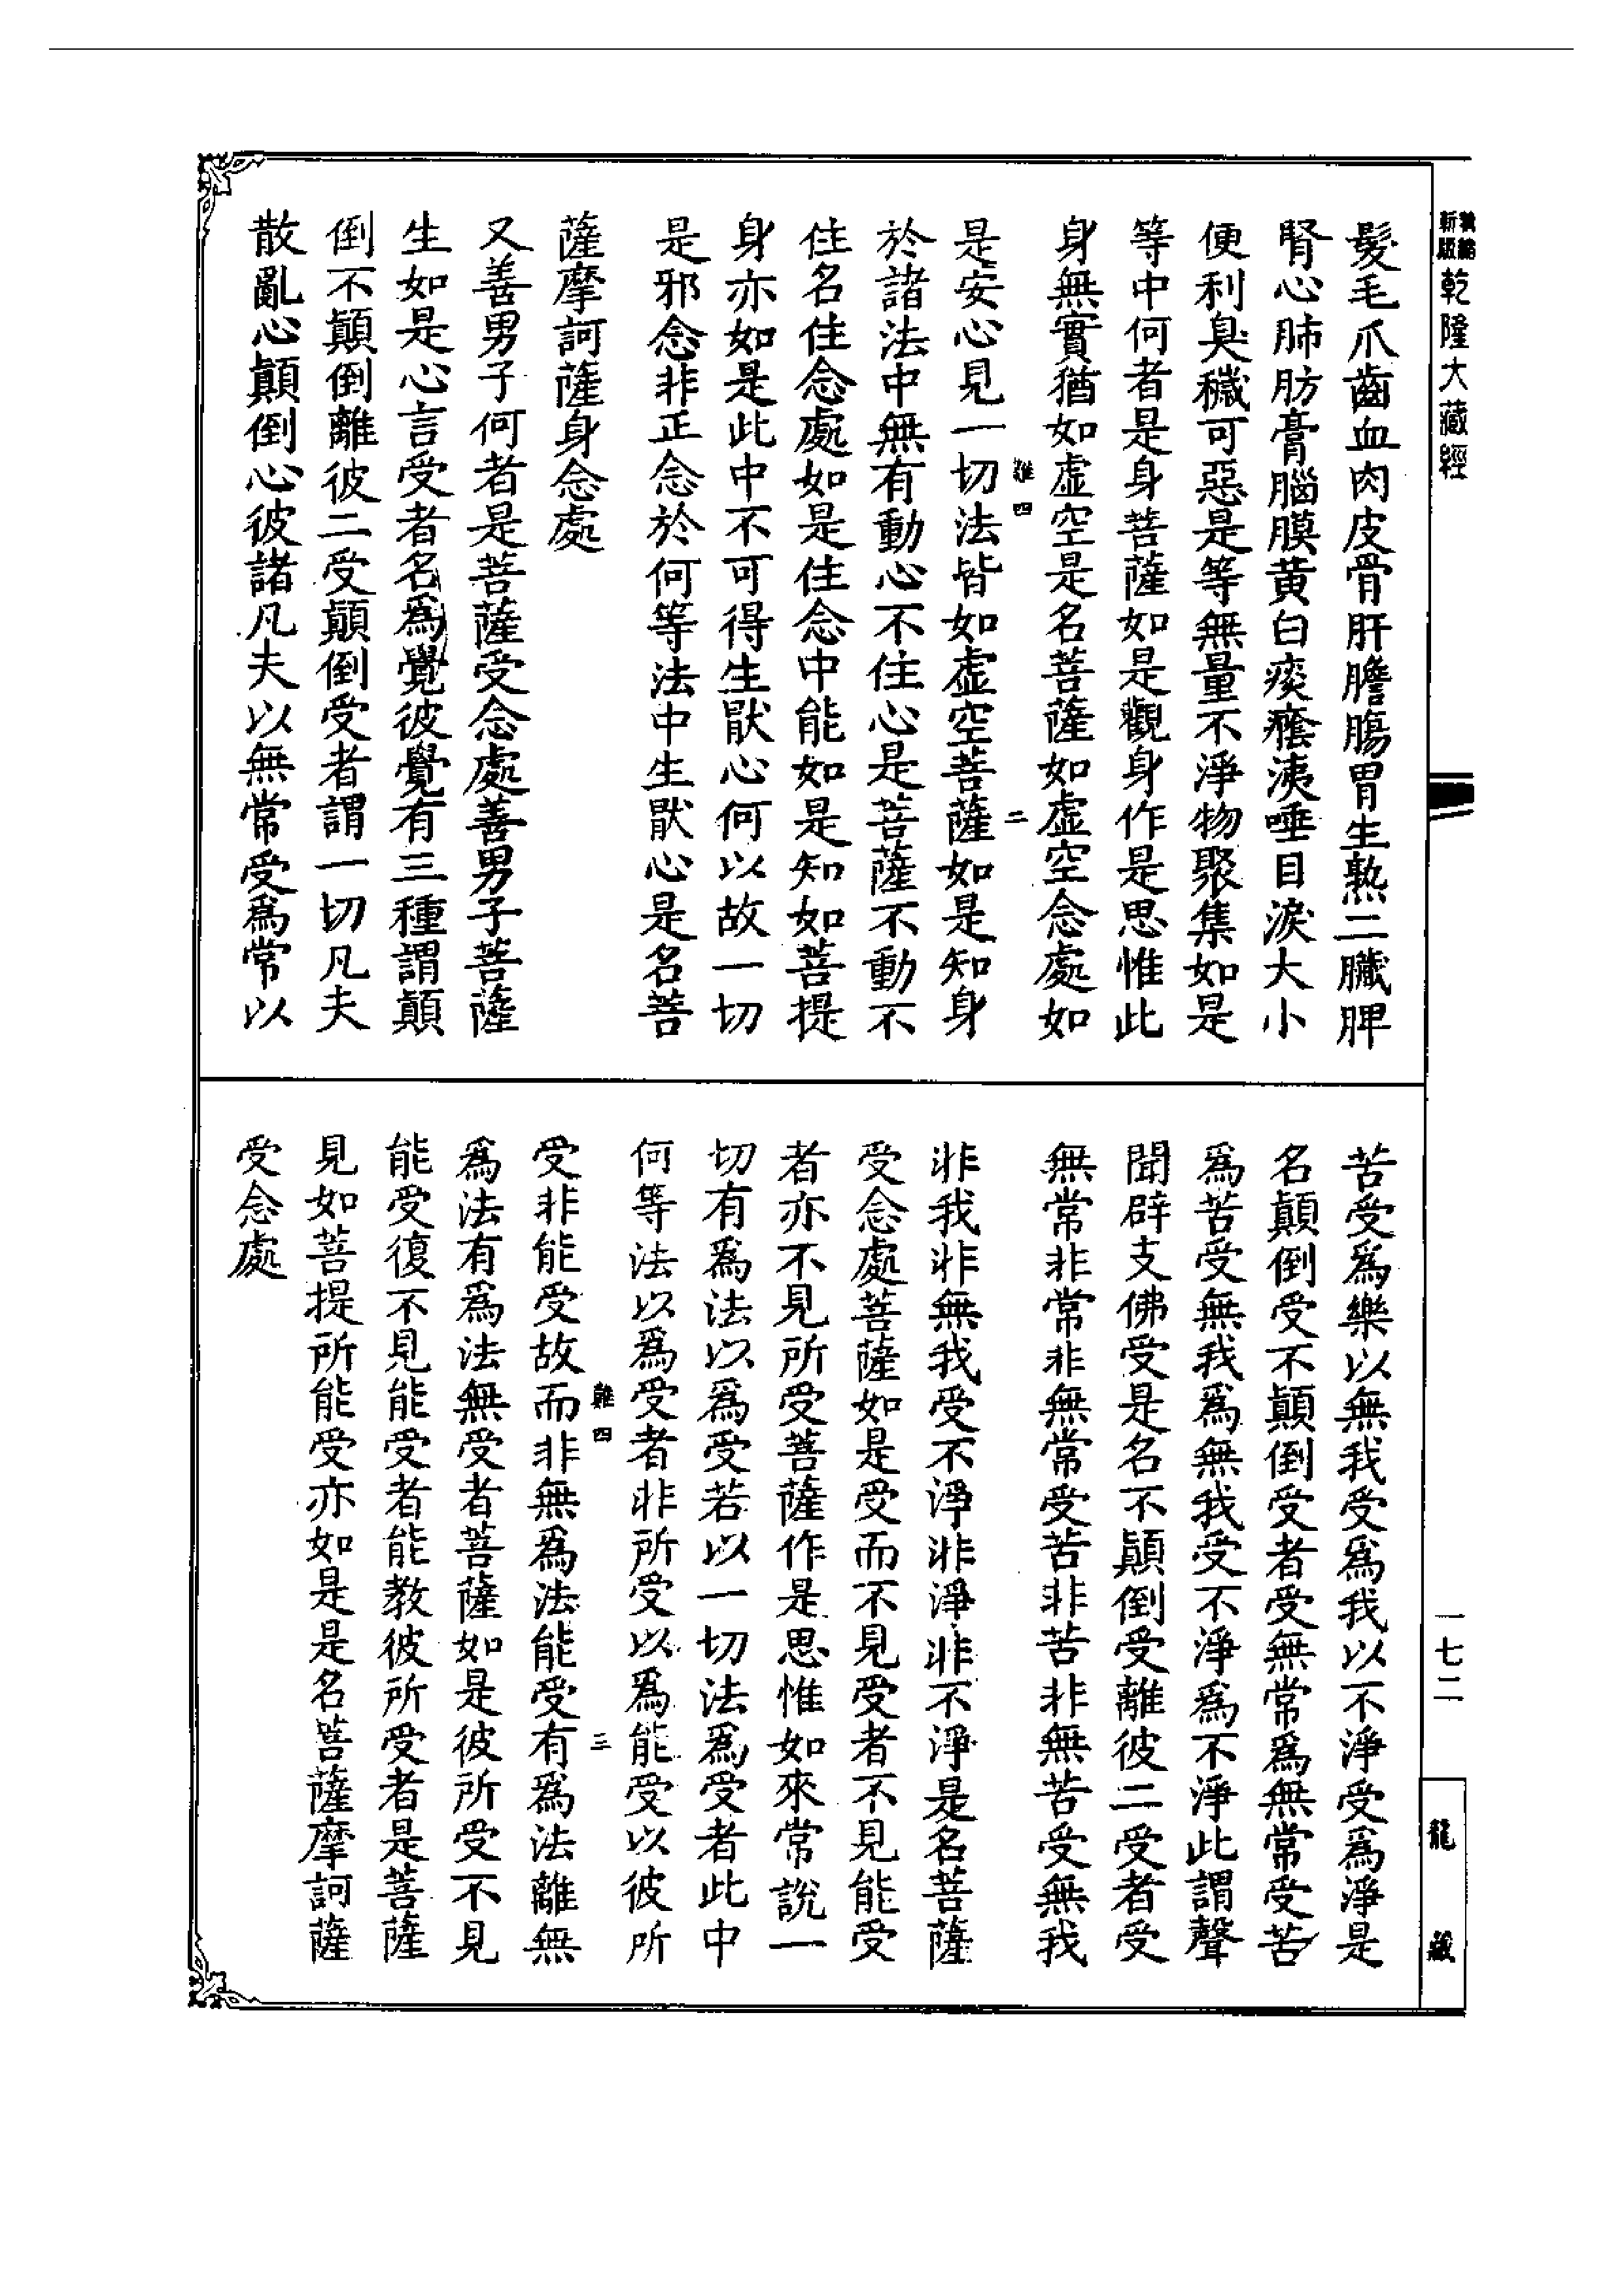 新版精縮乾隆大藏經
髮毛爪齒血肉皮骨肝膽腸胃生熟二臟脾
腎心肺肪膏腦膜黃白痰癊洟唾目淚大小
便利臭穢可惡是等無量不淨物聚集如是
等中何者是身菩薩如是觀身作是思惟此
身無實猶如虛空是名菩薩如虛空念處如
難四 二
是安心見一切法皆如虛空菩薩如是知身
於諸法中無有動心不住心是菩薩不動不
住名住念處如是住念中能如是知如菩提
身亦如是此中不可得生厭心何以故一切
是邪念非正念於何等法中生厭心是名菩
薩摩訶薩身念處
又善男子何者是菩薩受念處善男子菩薩
生如是心言受者名爲覺彼覺有三種謂顛
倒不顛倒離彼二受顛倒受者謂一切凡夫
散亂心顛倒心彼諸凡夫以無常受爲常以
苦受爲樂以無我受爲我以不淨受爲淨是
名顛倒受不顛倒受者受無常爲無常受苦
爲苦受無我爲無我受不淨爲不淨此謂聲
聞辟支佛受是名不顛倒受離彼二受者受
無常非常非無常受苦非苦非無苦受無我
非我非無我受不淨非淨非不淨是名菩薩
受念處菩薩如是受而不見受者不見能受
者亦不見所受菩薩作是思惟如來常說一
切有爲法以爲受若以一切法爲受者此中
何等法以爲受者非所受以爲能受以彼所
難四 三
受非能受故而非無爲法能受有爲法離無
爲法有爲法無受者菩薩如是彼所受不見
能受復不見能受者能教彼所受者是菩薩
見如菩提所能受亦如是是名菩薩摩訶薩
受念處
一七二
龍藏